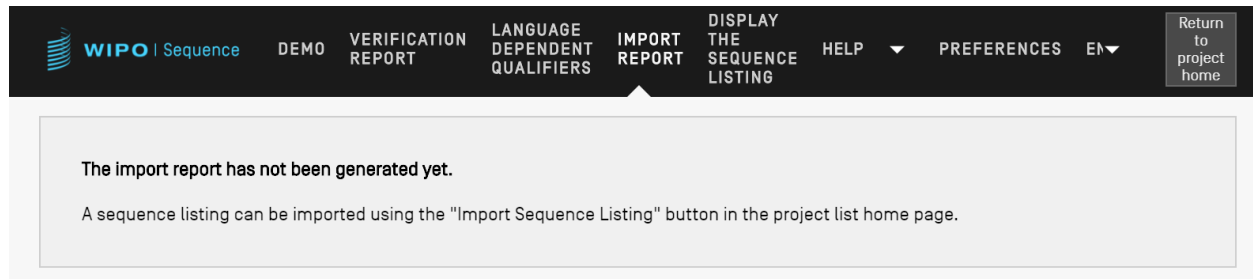 WIPO | Sequence
DEMO
VERIFICATION
REPORT
LANGUAGE
DEPENDENT
QUALIFIERS
IMPORT
REPORT
DISPLAY
THE
SEQUENCE
LISTING
HELP
PREFERENCES
EN
Return
to
project
home
The import report has not been generated yet.
A sequence listing can be imported using the "Import Sequence Listing" button in the project list home page.